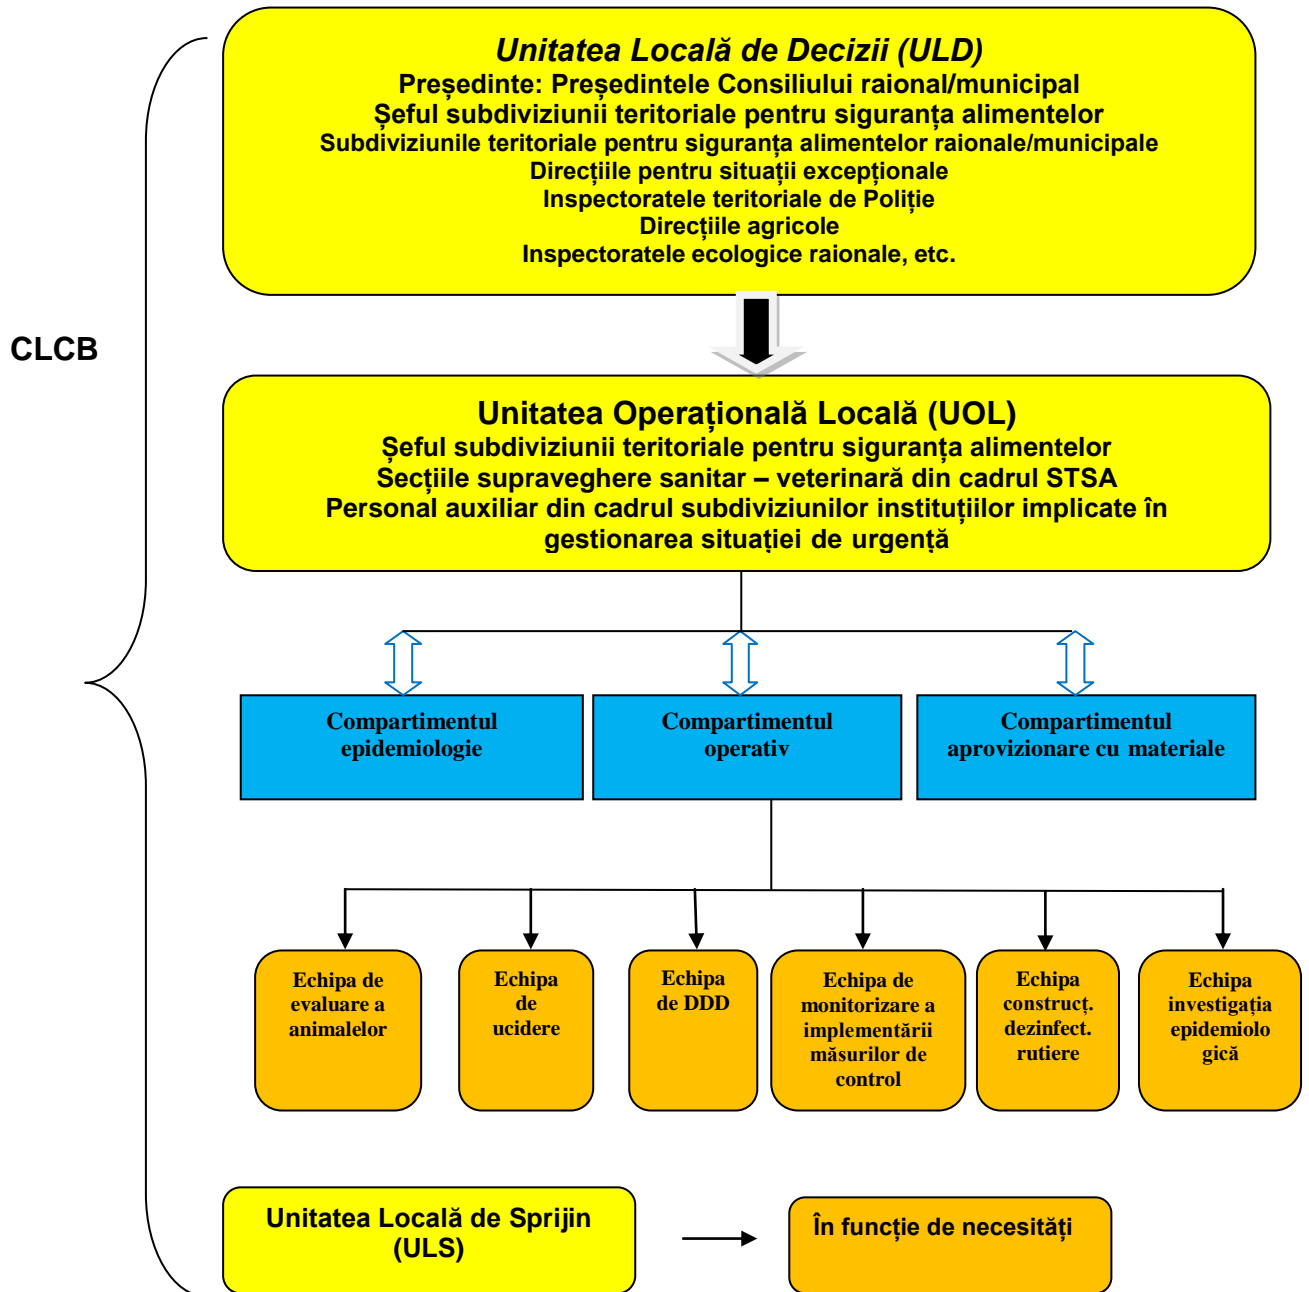 Unitatea Locală de Decizii (ULD)
Președinte: Președintele Consiliului raional/municipal
Șeful subdiviziunii teritoriale pentru siguranța alimentelor
Subdiviziunile teritoriale pentru siguranța alimentelor raionale/municipale
Direcțiile pentru situații excepționale
Inspectoratele teritoriale de Poliție
Direcțiile agricole
Inspectoratele ecologice raionale, etc.
CLCB
Unitatea Operațională Locală (UOL)
Șeful subdiviziunii teritoriale pentru siguranța alimentelor
Secțiile supraveghere sanitar – veterinară din cadrul STSA
Personal auxiliar din cadrul subdiviziunilor instituțiilor implicate în
gestionarea situației de urgență
Compartimentul
epidemiologie
Compartimentul
operativ
Compartimentul
aprovizionare cu materiale
Echipa de
evaluare a
animalelor
Echipa
de
ucidere
Echipa
de DDD
Echipa de
monitorizare a
implementării
măsurilor de
control
Echipa
construcț.
dezinfect.
rutiere
Echipa
investigația
epidemiolo
gică
Unitatea Locală de Sprijin
(ULS)
În funcție de necesități